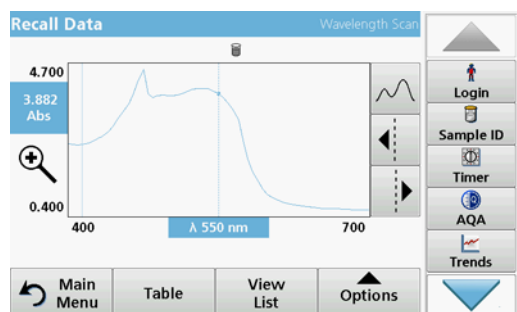 Recall Data
Wavelength Scan
4.700
3.882
Abs
0.400
400
λ 550 nm
700
Main
Menu
Table
View
List
Options
Login
Sample ID
Timer
AQA
Trends